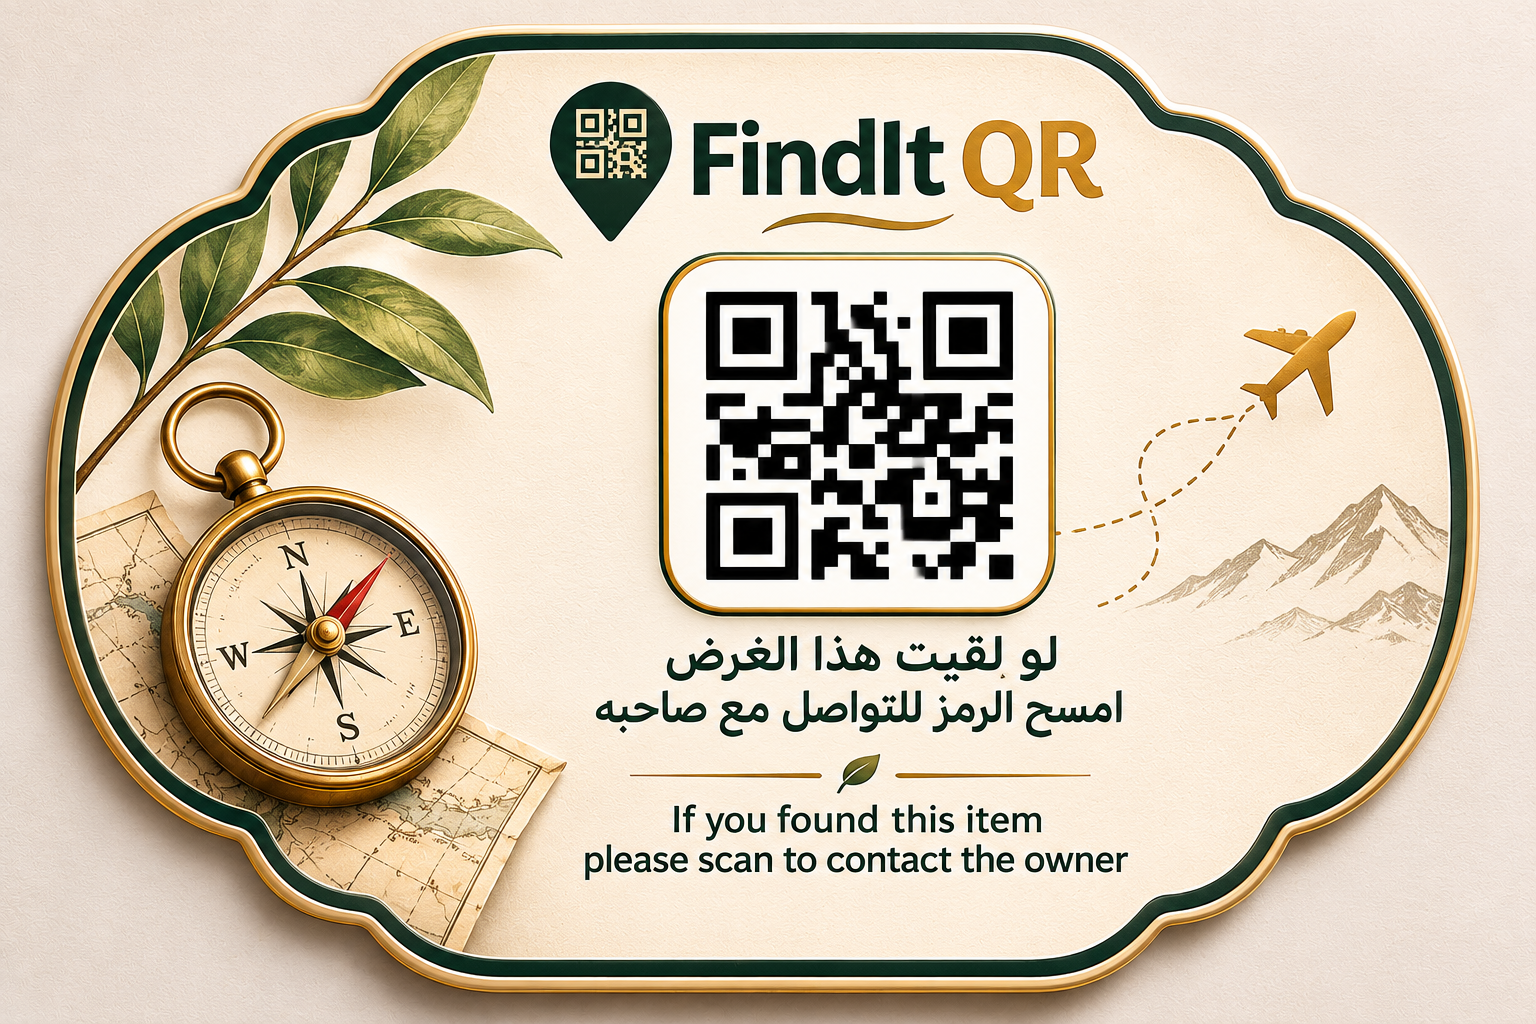 FindIt QR
N
E
W
S
لو لقيت هذا الغرض
امسح الرمز للتواصل مع صاحبه
If you found this item
please scan to contact the owner